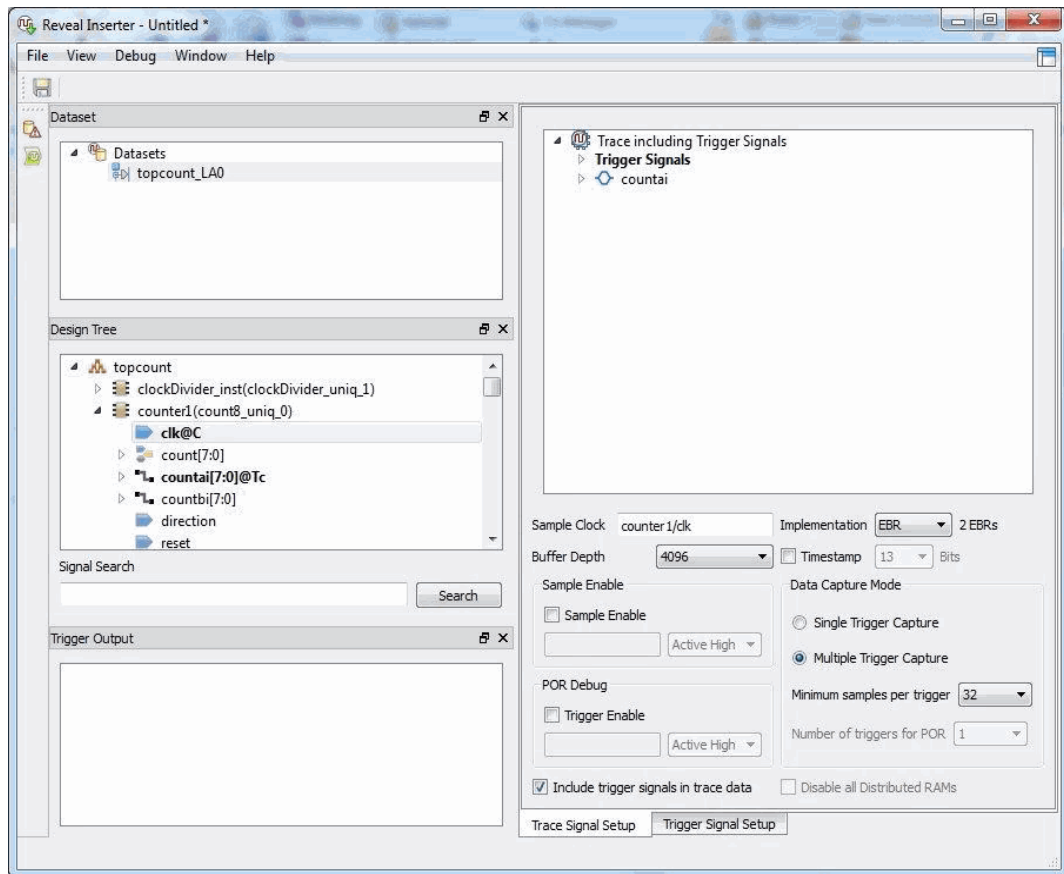 Reveal Inserter - Untitled *
File View Debug Window Help
Dataset
Datasets
topcount_LA0
Design Tree
topcount
clockDivider_inst(clockDivider_uniq_1)
counter1(count8_uniq_0)
clk@C
count[7:0]
countai[7:0]@Tc
countbi[7:0]
direction
reset
Signal Search
Search
Trigger Output
Trace including Trigger Signals
Trigger Signals
countai
Sample Clock counter1/clk Implementation EBR 2 EBRs
Buffer Depth 4096 Timestamp 13 Bits
Sample Enable
Sample Enable
Active High
POR Debug
Trigger Enable
Active High
Data Capture Mode
Single Trigger Capture
Multiple Trigger Capture
Minimum samples per trigger 32
Number of triggers for POR 1
Include trigger signals in trace data Disable all Distributed RAMs
Trace Signal Setup Trigger Signal Setup